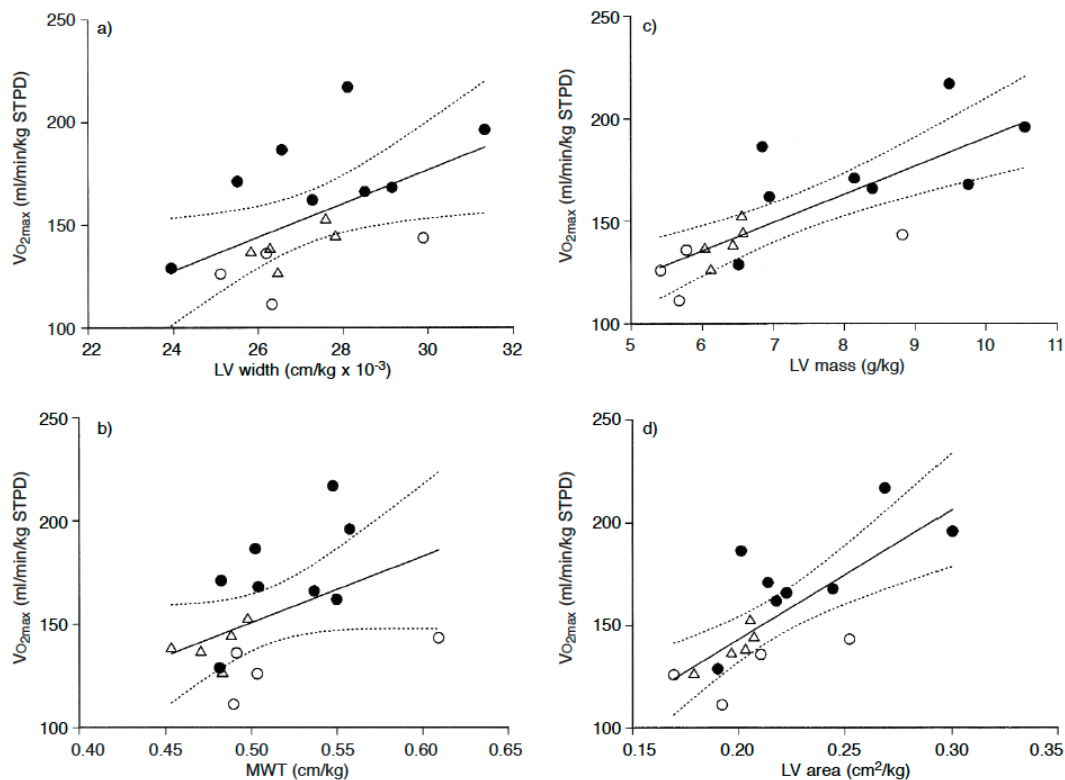 a)
250
200
150
100
VO2max (ml/min/kg STPD)
22 24 26 28 30 32
LV width (cm/kg x 10-3)
c)
250
200
150
100
VO2max (ml/min/kg STPD)
5 6 7 8 9 10 11
LV mass (g/kg)
b)
250
200
150
100
VO2max (ml/min/kg STPD)
0.40 0.45 0.50 0.55 0.60 0.65
MWT (cm/kg)
d)
250
200
150
100
VO2max (ml/min/kg STPD)
0.15 0.20 0.25 0.30 0.35
LV area (cm2/kg)